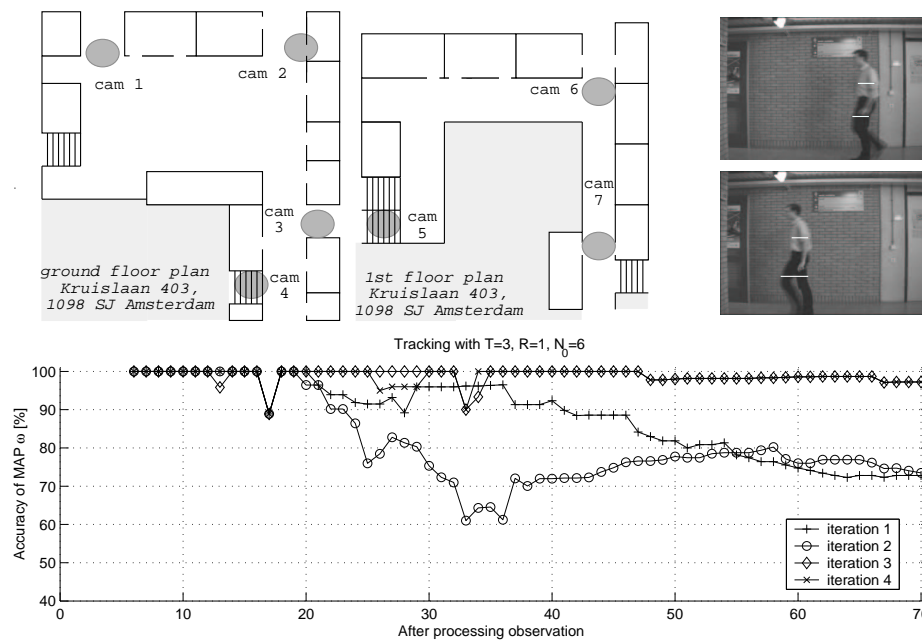 cam 1
cam 2
cam
3
cam
4
ground floor plan
Kruislaan 403,
1098 SJ Amsterdam
cam 6
cam
7
cam
5
1st floor plan
Kruislaan 403,
1098 SJ Amsterdam
Tracking with T=3, R=1, N0=6
Accuracy of MAP ω [%]
100
90
80
70
60
50
40
0
10
20
30
40
50
60
70
After processing observation
iteration 1
iteration 2
iteration 3
iteration 4